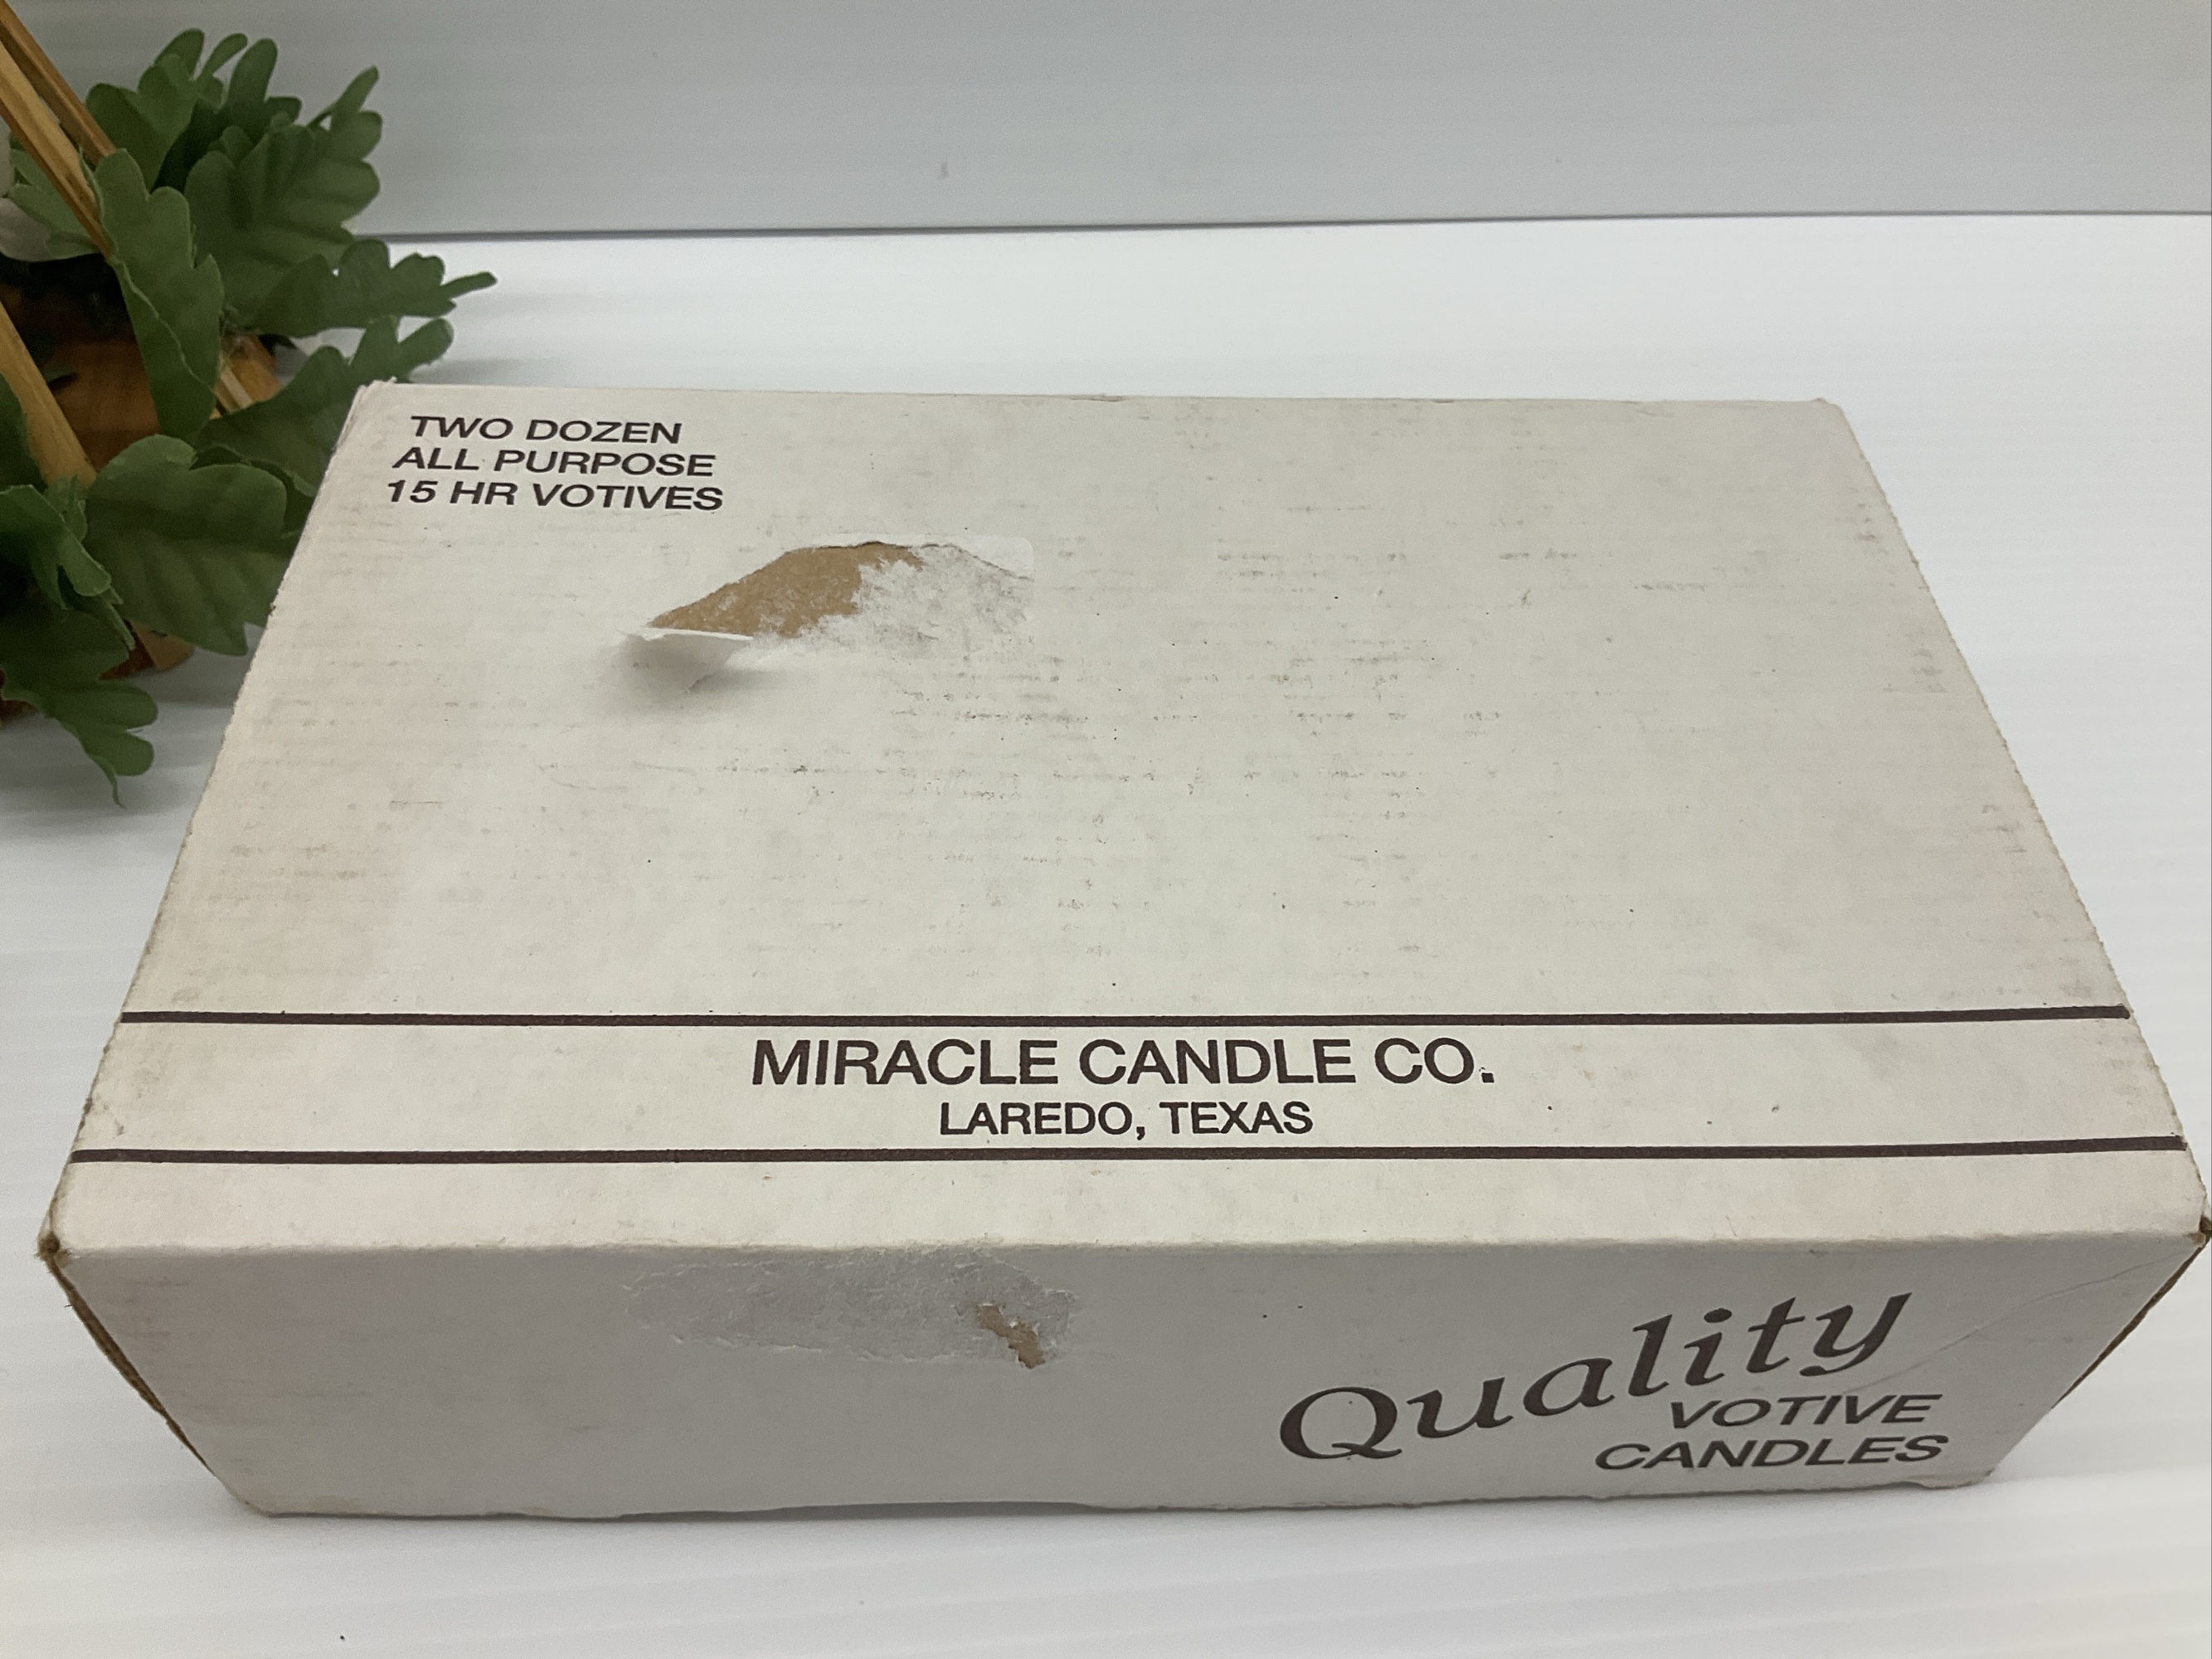 TWO DOZEN
ALL PURPOSE
15 HR VOTIVES
MIRACLE CANDLE CO.
LAREDO, TEXAS
Quality
VOTIVE
CANDLES